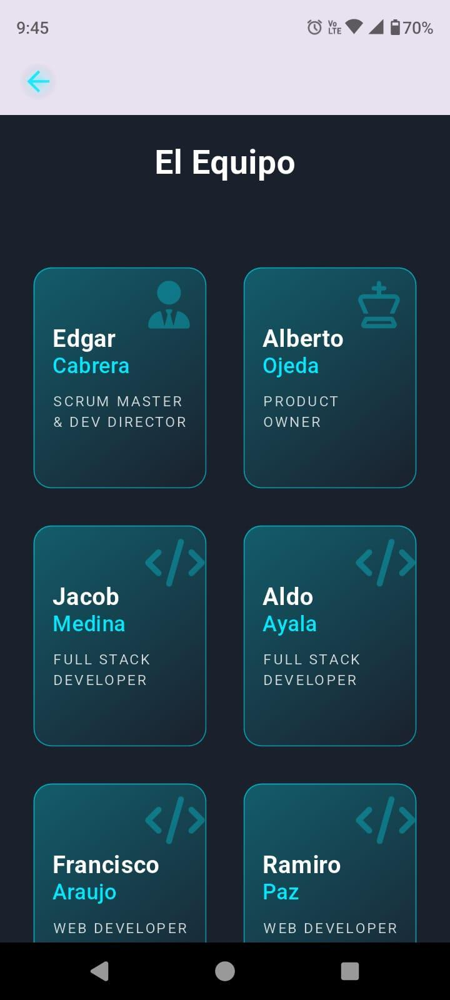 9:45
Vo
LTE
70%
El Equipo
Edgar
Cabrera
SCRUM MASTER
& DEV DIRECTOR
Alberto
Ojeda
PRODUCT
OWNER
Jacob
Medina
FULL STACK
DEVELOPER
Aldo
Ayala
FULL STACK
DEVELOPER
Francisco
Araujo
WEB DEVELOPER
Ramiro
Paz
WEB DEVELOPER